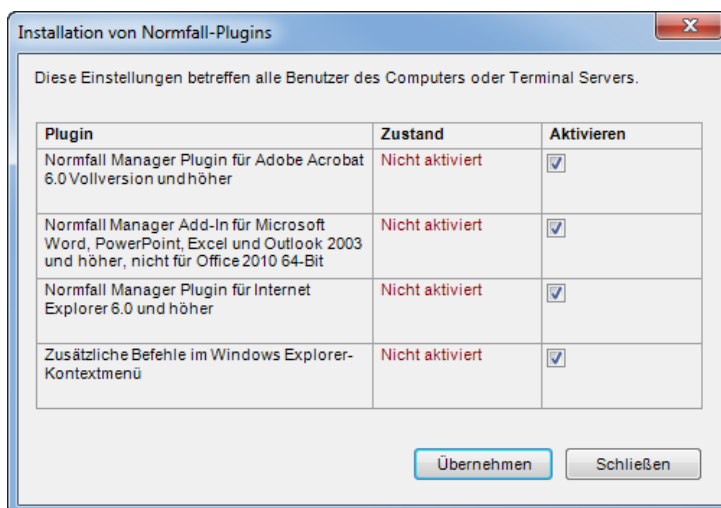 Installation von Normfall-Plugins
Diese Einstellungen betreffen alle Benutzer des Computers oder Terminal Servers.
Plugin Zustand Aktivieren
Normfall Manager Plugin für Adobe Acrobat Nicht aktiviert
6.0 Vollversion und höher
Normfall Manager Add-In für Microsoft Nicht aktiviert
Word, PowerPoint, Excel und Outlook 2003
und höher, nicht für Office 2010 64-Bit
Normfall Manager Plugin für Internet Nicht aktiviert
Explorer 6.0 und höher
Zusätzliche Befehle im Windows Explorer- Nicht aktiviert
Kontextmenü
Übernehmen Schließen